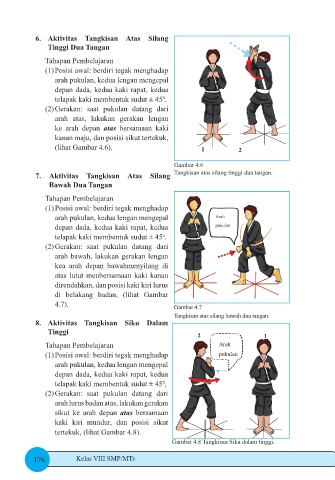 6. Aktivitas Tangkisan Atas Silang
Tinggi Dua Tangan
Tahapan Pembelajaran
(1) Posisi awal: berdiri tegak menghadap
arah pukulan, kedua lengan mengepal
depan dada, kedua kaki rapat, kedua
telapak kaki membentuk sudut ± 45⁰.
(2) Gerakan: saat pukulan datang dari
arah atas, lakukan gerakan lengan
ke arah depan atas bersamaan kaki
kanan maju, dan posisi sikut tertekuk,
(lihat Gambar 4.6).
1 2
Gambar 4.6
Tangkisan atas silang tinggi dua tangan.
7. Aktivitas Tangkisan Atas Silang
Bawah Dua Tangan
Tahapan Pembelajaran
(1) Posisi awal: berdiri tegak menghadap
arah pukulan, kedua lengan mengepal
depan dada, kedua kaki rapat, kedua
telapak kaki membentuk sudut ± 45⁰.
(2) Gerakan: saat pukulan datang dari
arah bawah, lakukan gerakan lengan
kea arah depan bawahmenyilang di
atas lutut menbersamaan kaki kanan
direndahkan, dan posisi kaki kiri lurus
di belakang badan, (lihat Gambar
4.7).
Arah
pukulan
Gambar 4.7
Tangkisan atas silang bawah dua tangan.
8. Aktivitas Tangkisan Siku Dalam
Tinggi
Tahapan Pembelajaran
(1) Posisi awal: berdiri tegak menghadap
arah pukulan, kedua lengan mengepal
depan dada, kedua kaki rapat, kedua
telapak kaki membentuk sudut ± 45⁰.
(2) Gerakan: saat pukulan datang dari
arah lurus badan atas, lakukan gerakan
sikut ke arah depan atas bersamaan
kaki kiri mundur, dan posisi sikut
tertekuk, (lihat Gambar 4.8).
2 1
Arah
pukulan
Gambar 4.8 Tangkisan Siku dalam tinggi.
176 Kelas VIII SMP/MTs